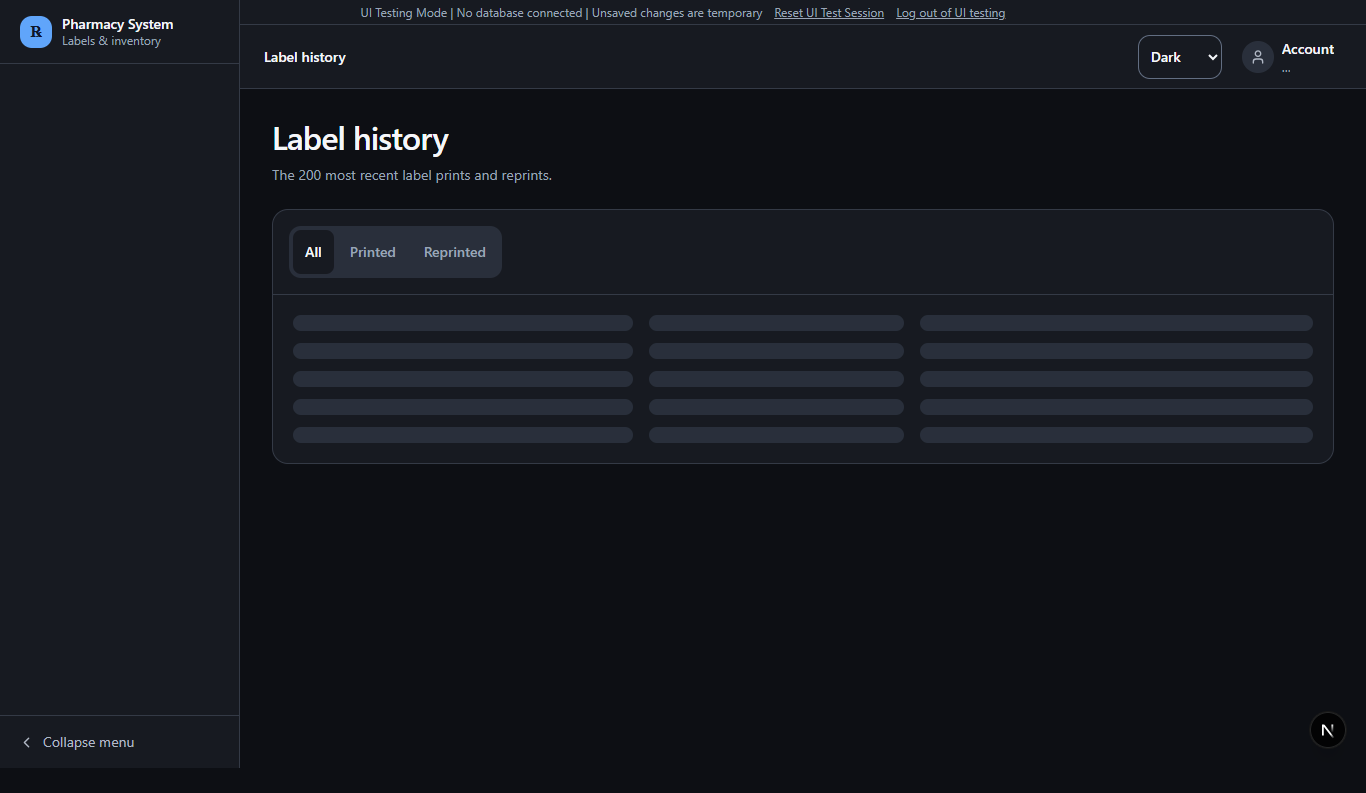 ℞
Pharmacy System
Labels & inventory
UI Testing Mode | No database connected | Unsaved changes are temporary Reset UI Test Session Log out of UI testing
Label history
Dark
Account
...
Label history
The 200 most recent label prints and reprints.
All Printed Reprinted
Collapse menu
N